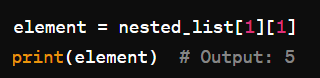 element = nested_list[1][1]
print(element)  # Output: 5